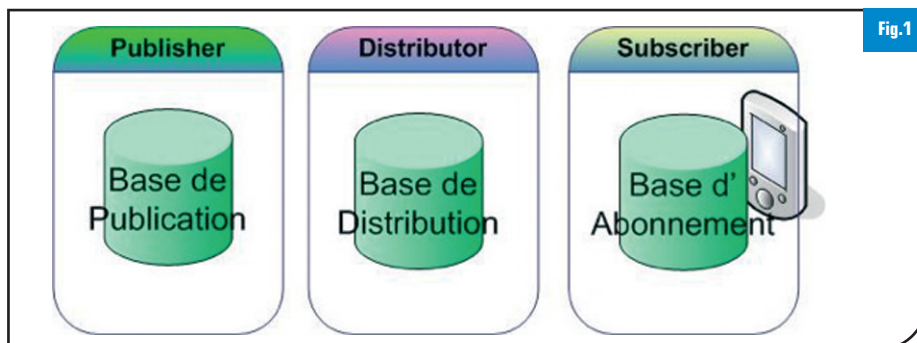 Fig.1
Publisher
Distributor
Subscriber
Base de
Publication
Base de
Distribution
Base d'
Abonnement